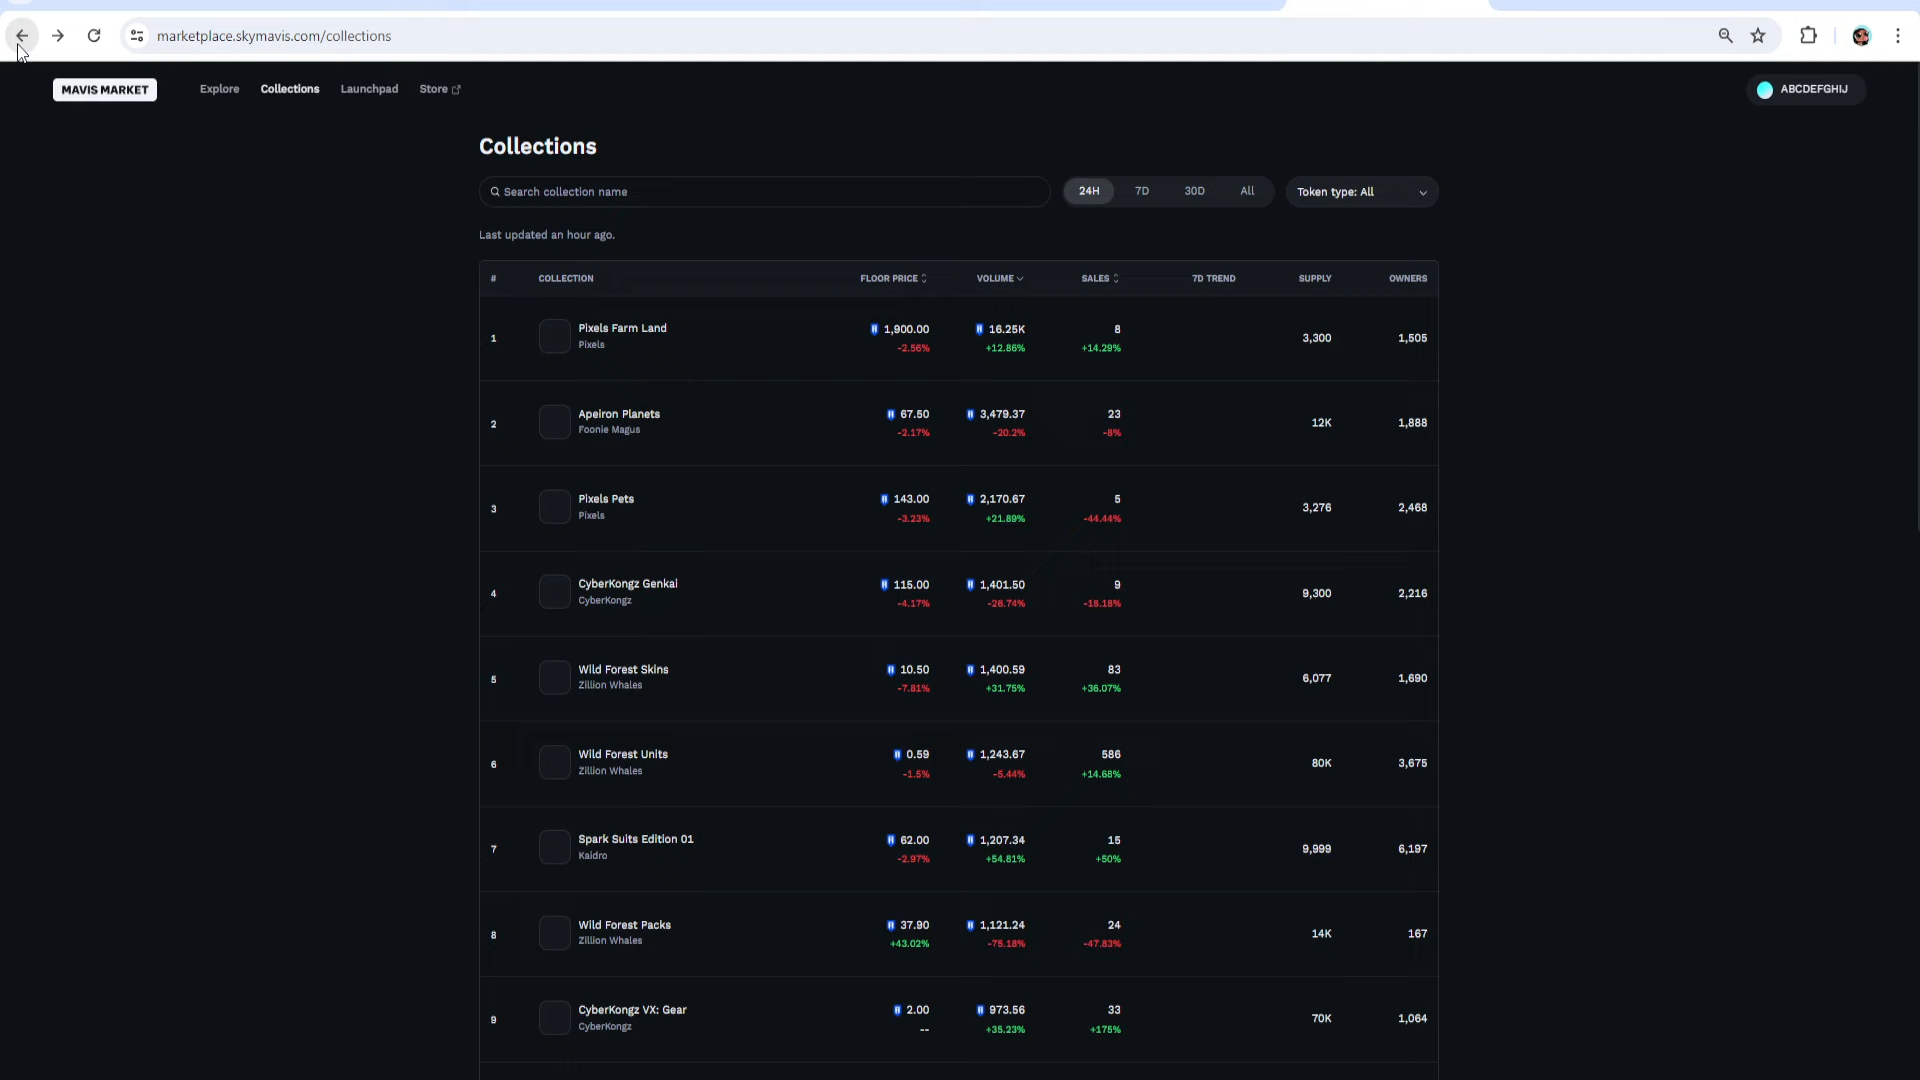 marketplace.skymavis.com/collections
MAVIS MARKET Explore Collections Launchpad Store ABCDEFGHIJ
Collections
Search collection name 24H 7D 30D All Token type: All
Last updated an hour ago.
# COLLECTION FLOOR PRICE VOLUME SALES 7D TREND SUPPLY OWNERS
1 Pixels Farm Land 1,900.00 16.25K 8 3,300 1,505
Pixels -2.56% +12.86% +14.29%
2 Apeiron Planets 67.50 3,479.37 23 12K 1,888
Foonie Magus -2.17% -20.2% -8%
3 Pixels Pets 143.00 2,170.67 5 3,276 2,468
Pixels -3.23% +21.89% -44.44%
4 CyberKongz Genkai 115.00 1,401.50 9 9,300 2,216
CyberKongz -4.17% -26.74% -18.18%
5 Wild Forest Skins 10.50 1,400.59 83 6,077 1,690
Zillion Whales -7.81% +31.75% +36.07%
6 Wild Forest Units 0.59 1,243.67 586 80K 3,675
Zillion Whales -1.5% -5.44% +14.68%
7 Spark Suits Edition 01 62.00 1,207.34 15 9,999 6,197
Kaidro -2.97% +54.81% +50%
8 Wild Forest Packs 37.90 1,121.24 24 14K 167
Zillion Whales +43.02% -75.18% -47.83%
9 CyberKongz VX: Gear 2.00 973.56 33 70K 1,064
CyberKongz -- +35.23% +175%